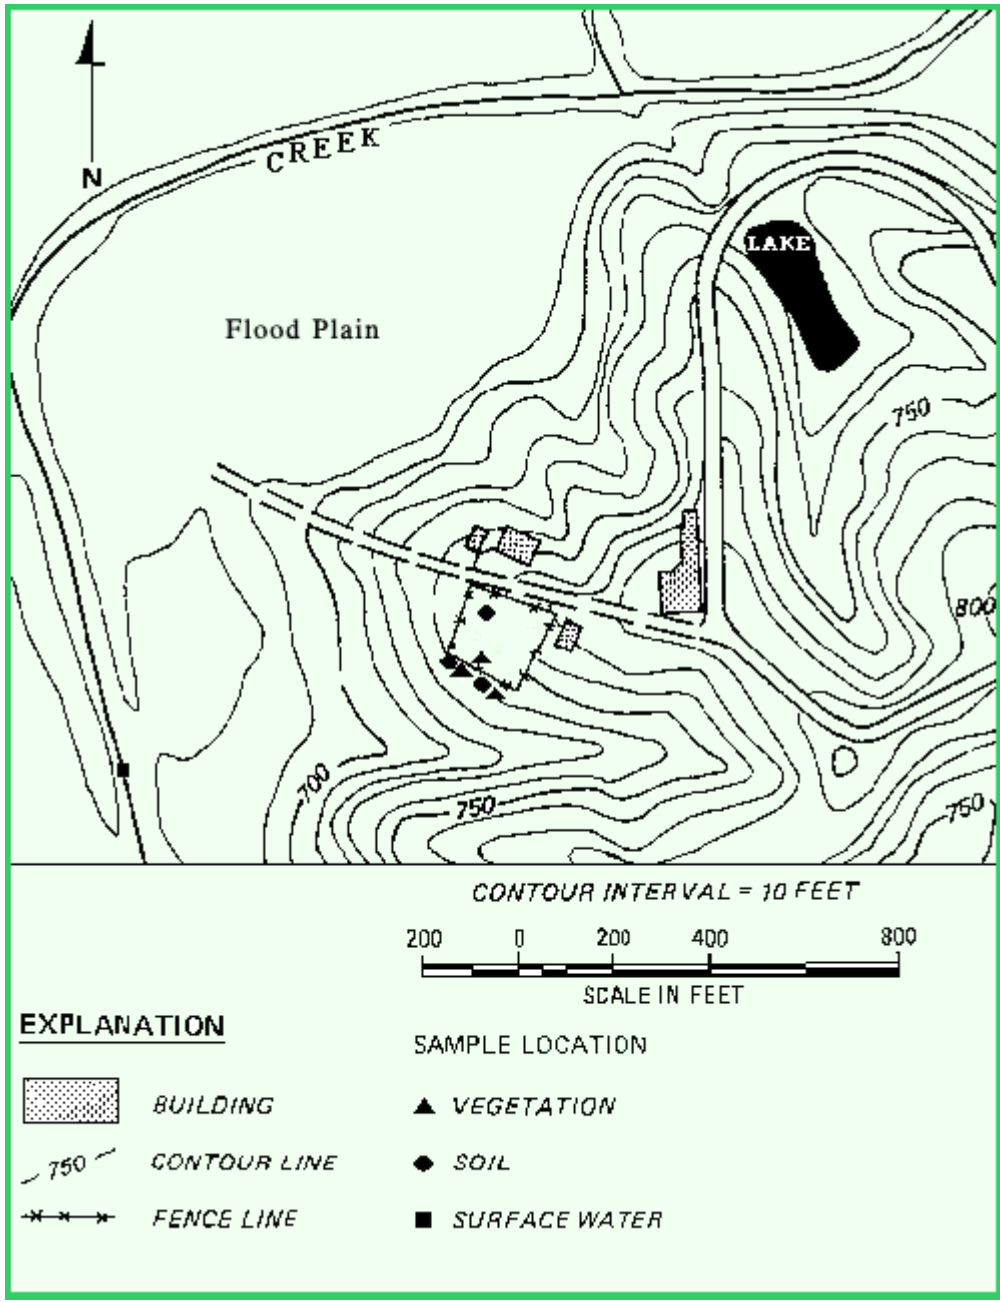 N
CREEK
LAKE
Flood Plain
750
800
700
750
750
CONTOUR INTERVAL = 10 FEET
200 0 200 400 800
SCALE IN FEET
EXPLANATION
SAMPLE LOCATION
BUILDING
VEGETATION
750
CONTOUR LINE
SOIL
FENCE LINE
SURFACE WATER